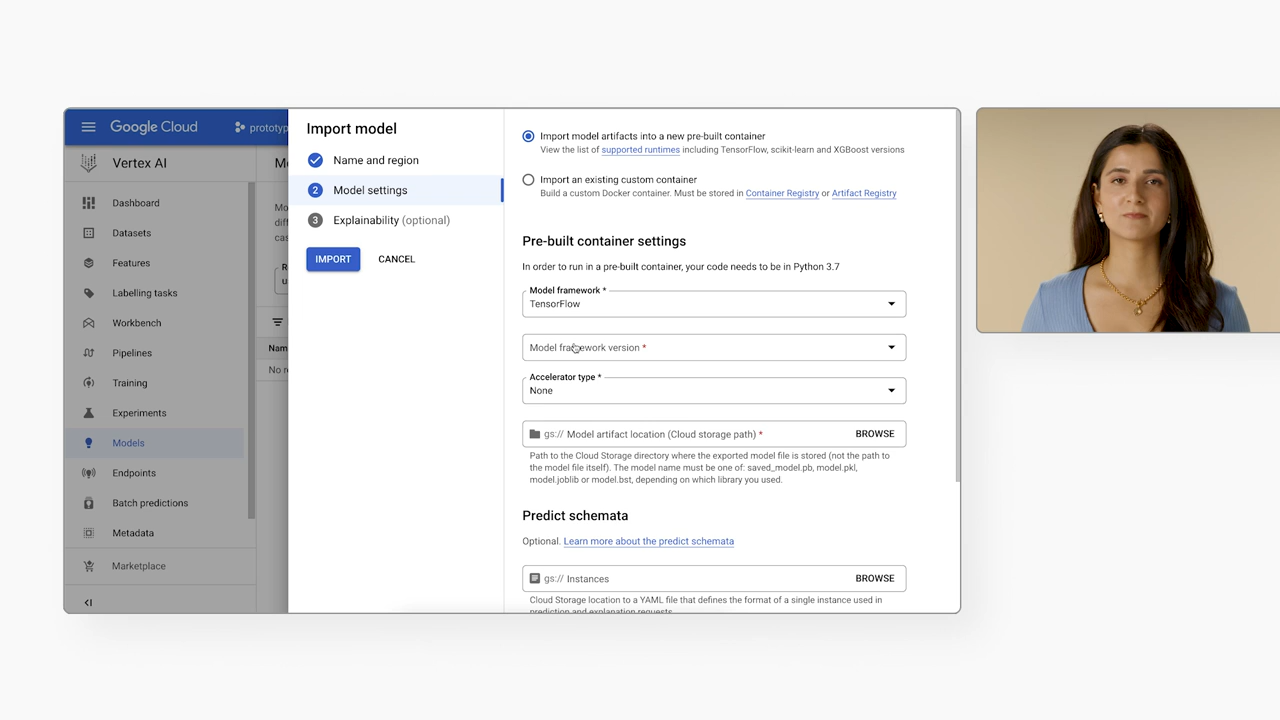 Google Cloud
prototyp
Vertex AI
Dashboard
Datasets
Features
Labelling tasks
Workbench
Pipelines
Training
Experiments
Models
Endpoints
Batch predictions
Metadata
Marketplace
Import model
Name and region
2 Model settings
3 Explainability (optional)
IMPORT CANCEL
Import model artifacts into a new pre-built container
View the list of supported runtimes including TensorFlow, scikit-learn and XGBoost versions
Import an existing custom container
Build a custom Docker container. Must be stored in Container Registry or Artifact Registry
Pre-built container settings
In order to run in a pre-built container, your code needs to be in Python 3.7
Model framework *
TensorFlow
Model framework version *
Accelerator type *
None
gs:// Model artifact location (Cloud storage path) * BROWSE
Path to the Cloud Storage directory where the exported model file is stored (not the path
to the model file itself). The model name must be one of: saved_model.pb, model.pkl,
model.joblib or model.bst, depending on which library you used.
Predict schemata
Optional. Learn more about the predict schemata
gs:// Instances BROWSE
Cloud Storage location to a YAML file that defines the format of a single instance used in
prediction and explanation requests.